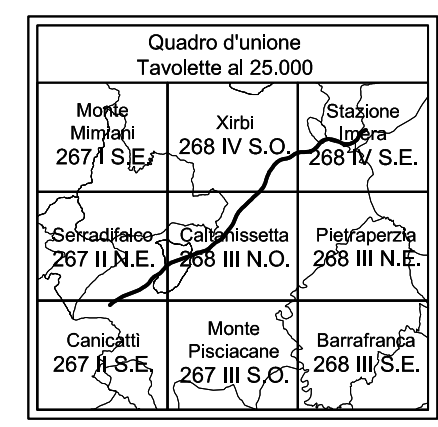 Quadro d'unione
Tavolette al 25.000
Monte
Mimiani
267 I S.E.
Xirbi
268 IV S.O.
Stazione
Imera
268 IV S.E.
Serradifalco
267 II N.E.
Caltanissetta
268 III N.O.
Pietraperzia
268 III N.E.
Canicattì
267 II S.E.
Monte
Pisciacane
267 III S.O.
Barrafranca
268 III S.E.